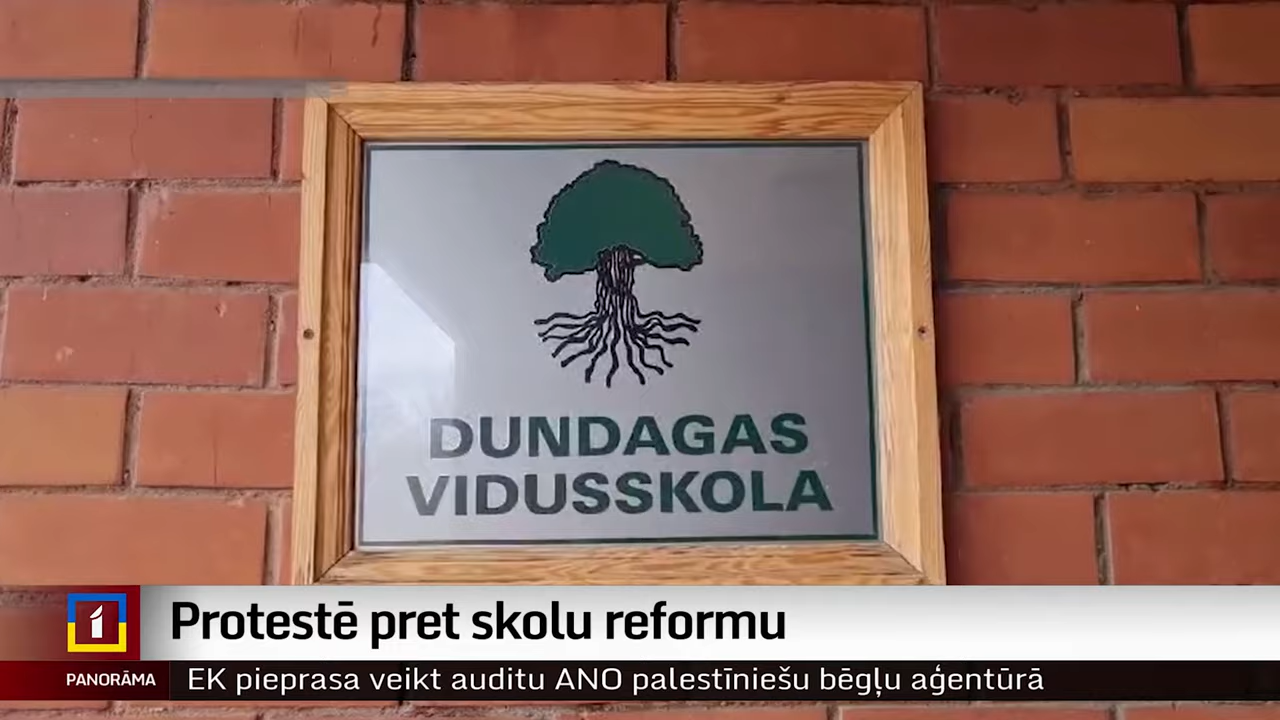 DUNDAGAS
VIDUSSKOLA
1
Protestē pret skolu reformu
PANORĀMA
EK pieprasa veikt auditu ANO palestīniešu bēgļu aģentūrā